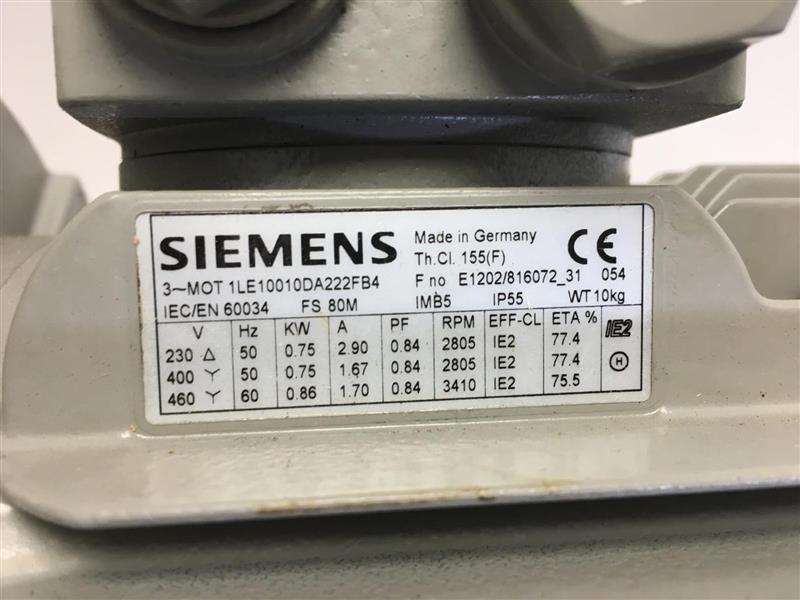 SIEMENS
Made in Germany
Th.Cl. 155(F)
CE
3~MOT 1LE10010DA222FB4
F no E1202/816072_31 054
IEC/EN 60034 FS 80M IMB5 IP55 WT 10kg
V Hz KW A PF RPM EFF-CL ETA % IE2
230 △ 50 0.75 2.90 0.84 2805 IE2 77.4
400 Y 50 0.75 1.67 0.84 2805 IE2 77.4 H
460 Y 60 0.86 1.70 0.84 3410 IE2 75.5